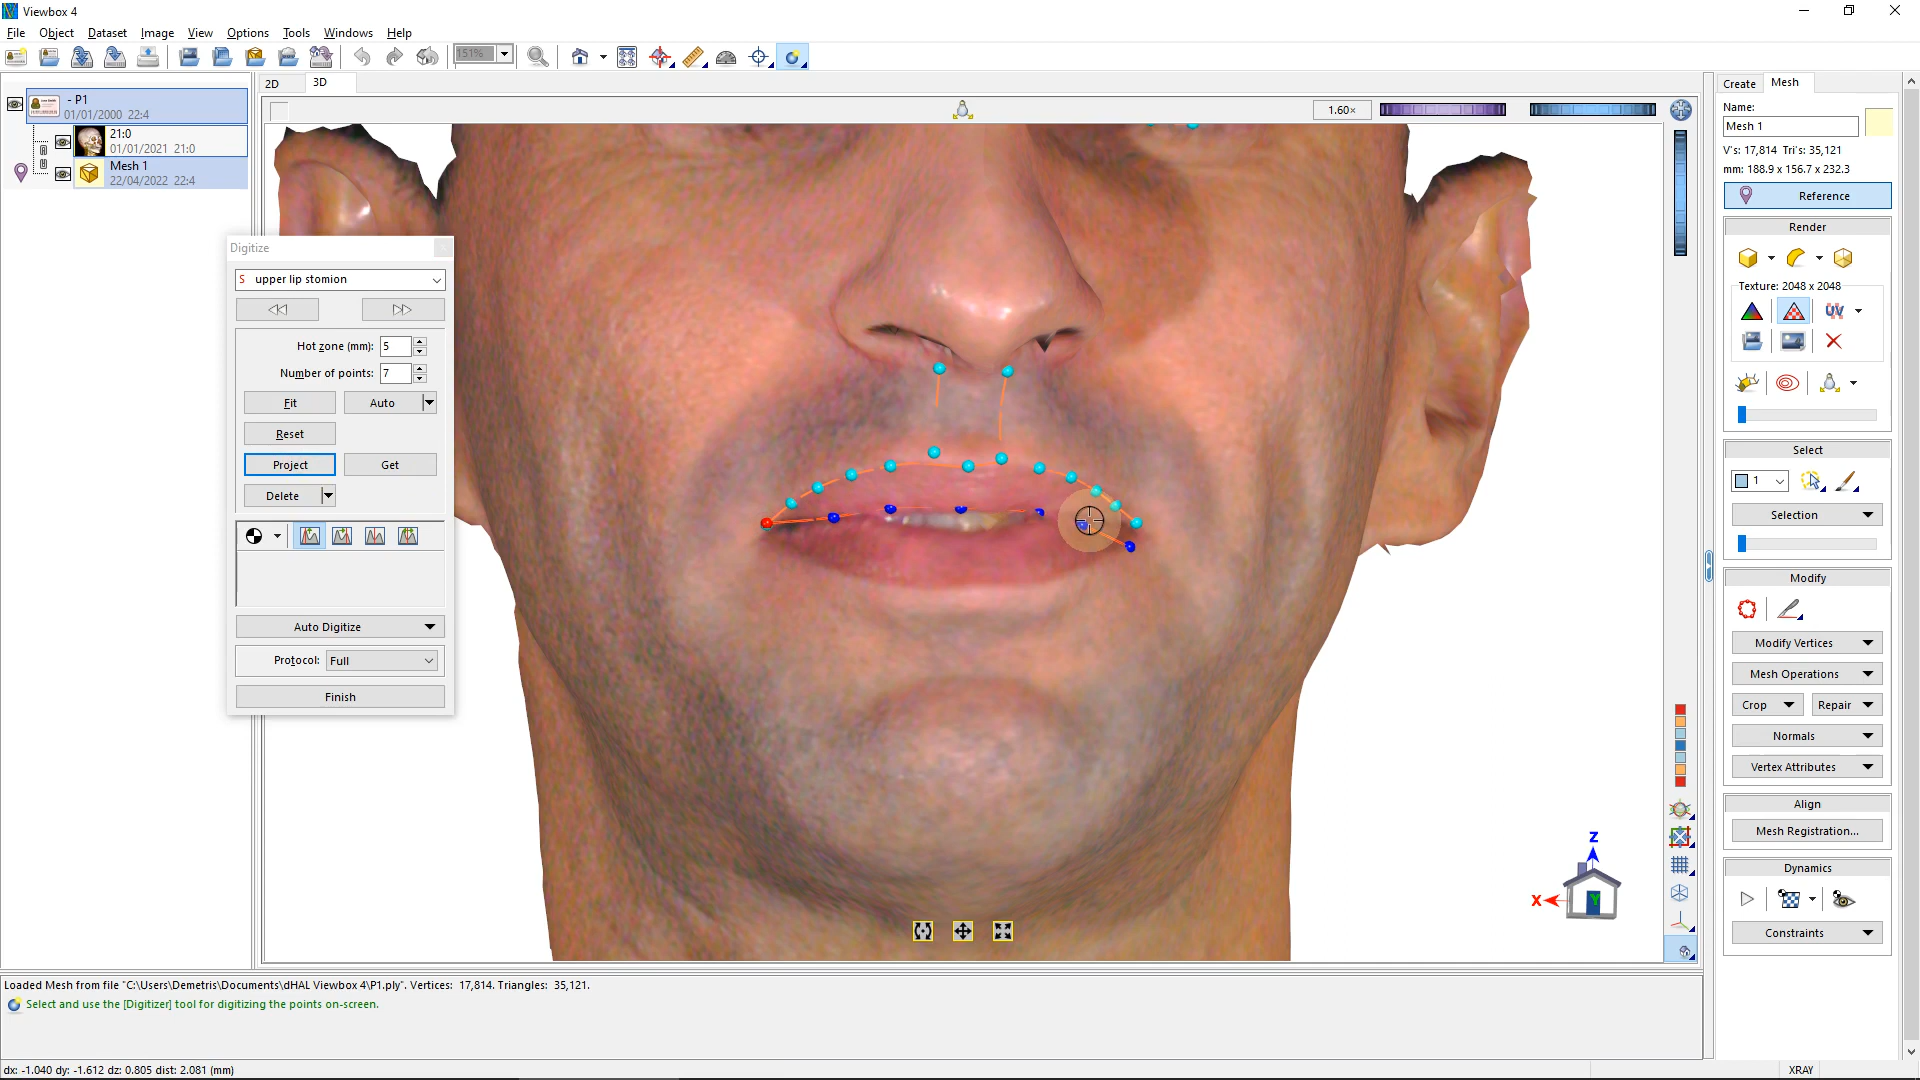 Viewbox 4
File Object Dataset Image View Options Tools Windows Help
151%
2D 3D
- P1
01/01/2000 22:4
21:0
01/01/2021 21:0
Mesh 1
22/04/2022 22:4
1.60×
Digitize
S upper lip stomion
Hot zone (mm): 5
Number of points: 7
Fit Auto
Reset
Project Get
Delete
Auto Digitize
Protocol: Full
Finish
Z
X
Y
Create Mesh
Name:
Mesh 1
V's: 17,814 Tri's: 35,121
mm: 188.9 x 156.7 x 232.3
Reference
Render
Texture: 2048 x 2048
UV
Select
1
Selection
Modify
Modify Vertices
Mesh Operations
Crop Repair
Normals
Vertex Attributes
Align
Mesh Registration...
Dynamics
Constraints
Loaded Mesh from file "C:\Users\Demetris\Documents\dHAL Viewbox 4\P1.ply". Vertices: 17,814. Triangles: 35,121.
Select and use the [Digitizer] tool for digitizing the points on-screen.
dx: -1.040 dy: -1.612 dz: 0.805 dist: 2.081 (mm)
XRAY